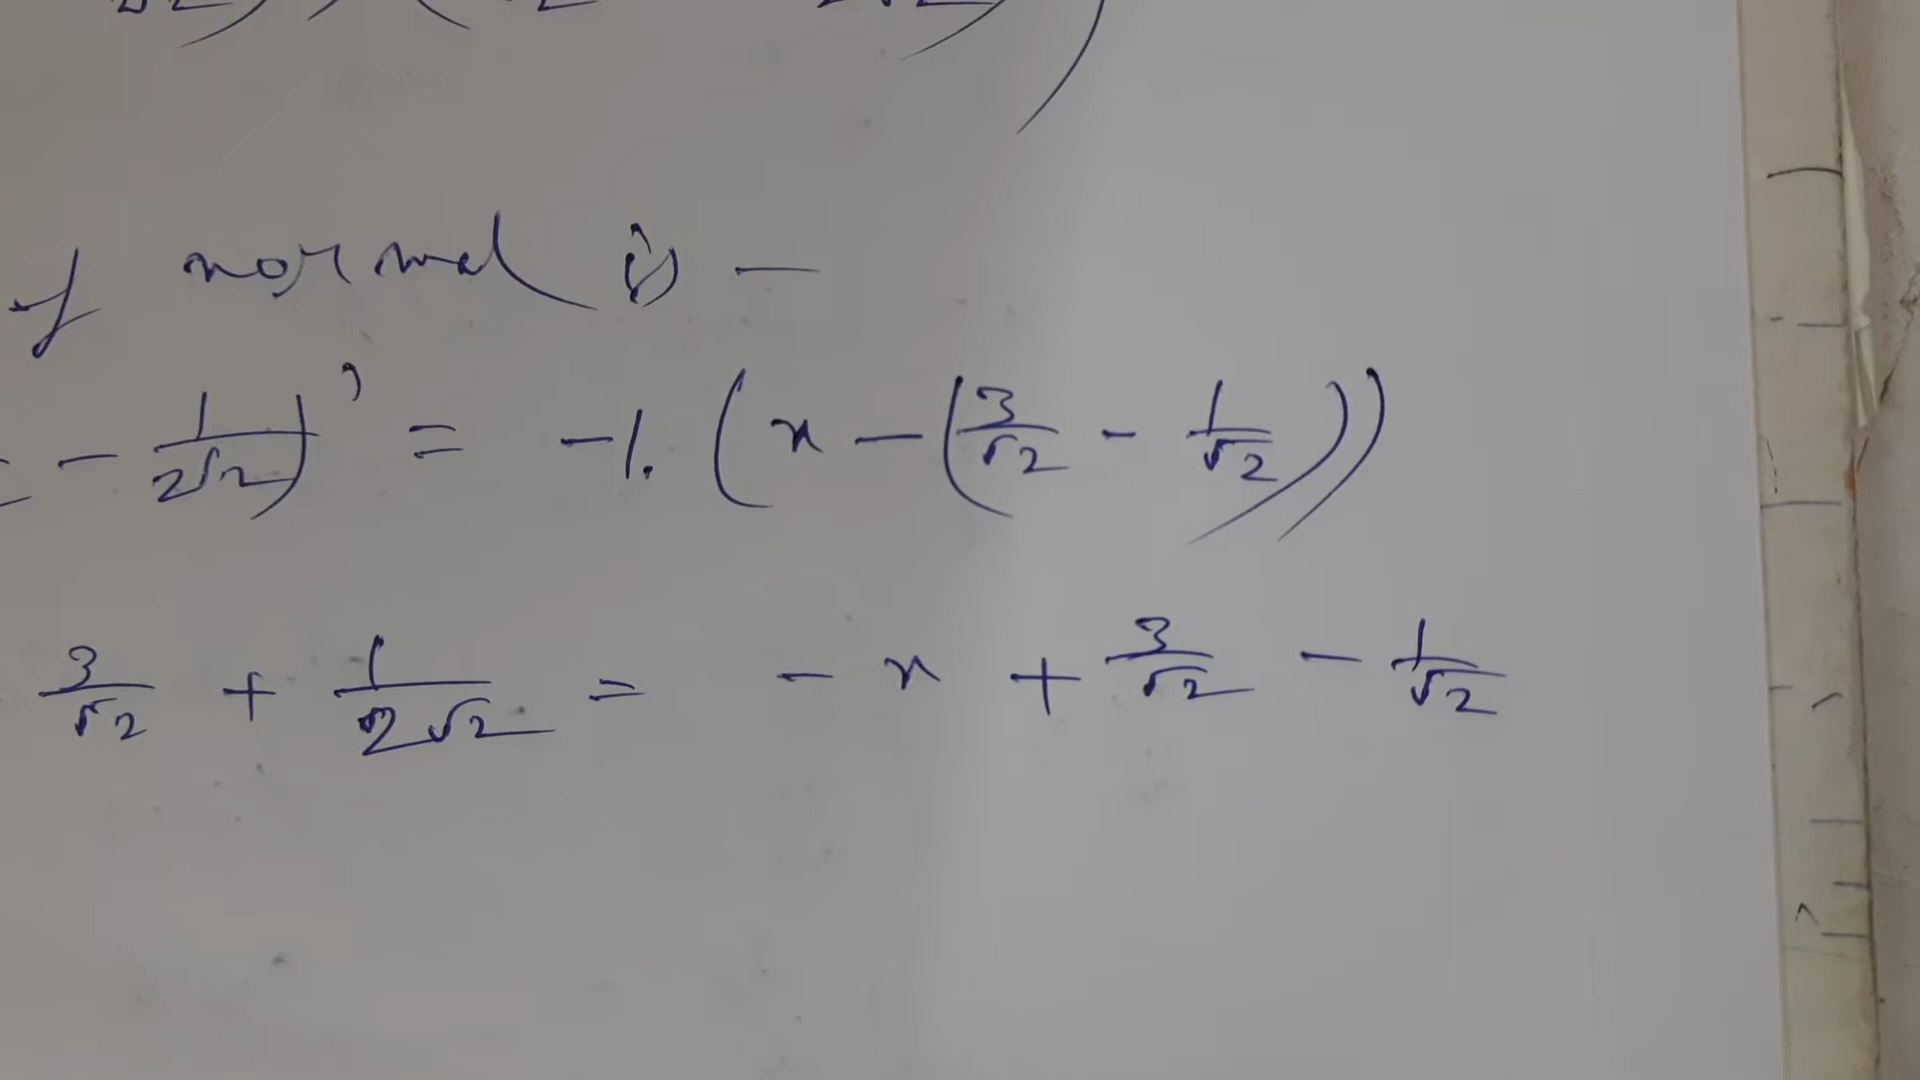 of normal is —
- 1/(2√2))' = -1. (x - (3/√2 - 1/√2))
3/√2 + 1/(2√2) = - x + 3/√2 - 1/√2